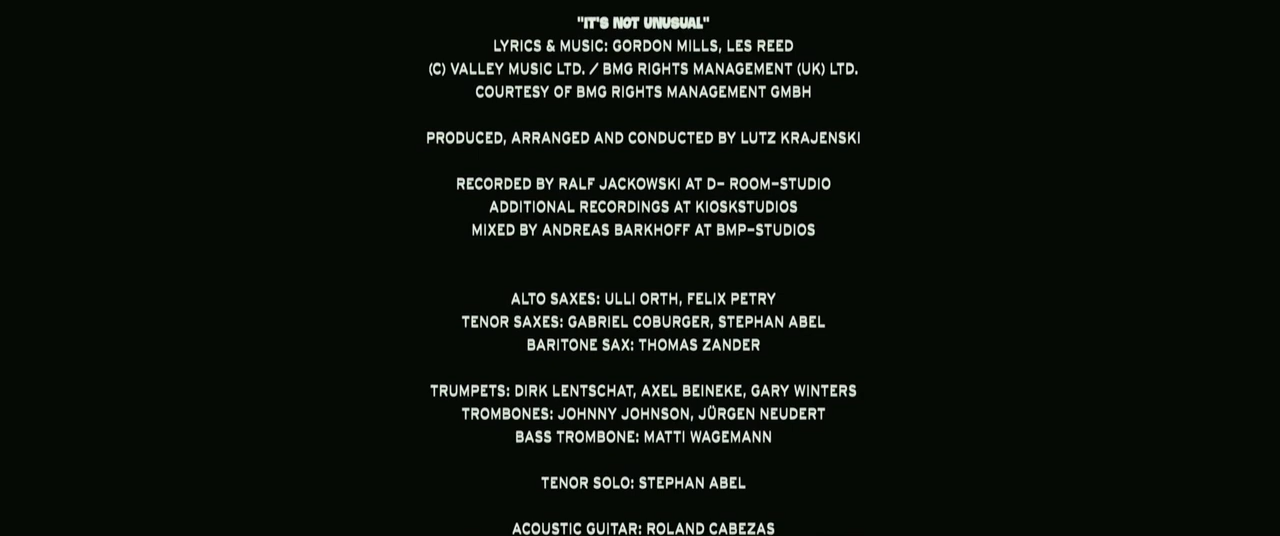 "IT'S NOT UNUSUAL"
LYRICS & MUSIC: GORDON MILLS, LES REED
(C) VALLEY MUSIC LTD. / BMG RIGHTS MANAGEMENT (UK) LTD.
COURTESY OF BMG RIGHTS MANAGEMENT GMBH
PRODUCED, ARRANGED AND CONDUCTED BY LUTZ KRAJENSKI
RECORDED BY RALF JACKOWSKI AT D- ROOM-STUDIO
ADDITIONAL RECORDINGS AT KIOSKSTUDIOS
MIXED BY ANDREAS BARKHOFF AT BMP-STUDIOS
ALTO SAXES: ULLI ORTH, FELIX PETRY
TENOR SAXES: GABRIEL COBURGER, STEPHAN ABEL
BARITONE SAX: THOMAS ZANDER
TRUMPETS: DIRK LENTSCHAT, AXEL BEINEKE, GARY WINTERS
TROMBONES: JOHNNY JOHNSON, JÜRGEN NEUDERT
BASS TROMBONE: MATTI WAGEMANN
TENOR SOLO: STEPHAN ABEL
ACOUSTIC GUITAR: ROLAND CABEZAS